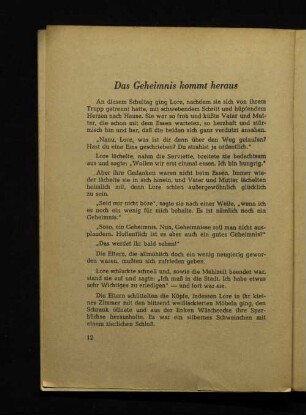 Das Geheimnis kommt heraus
An diesem Schultag ging Lore, nachdem sie sich von ihrem
Trupp getrennt hatte, mit schwebendem Schritt und hüpfendem
Herzen nach Hause. Sie war so froh und küßte Vater und Mut-
ter, die schon mit dem Essen warteten, so herzhaft und stür-
misch hin und her, daß die beiden sich ganz verdutzt ansahen.
„Nanu, Lore, was ist dir denn über den Weg gelaufen?
Hast du eine Eins geschrieben? Du strahlst ja ordentlich."
Lore lächelte, nahm die Serviette, breitete sie bedachtsam
aus und sagte: „Wollen wir erst einmal essen. Ich bin hungrig."
Aber ihre Gedanken waren nicht beim Essen. Immer wie-
der lächelte sie in sich hinein, und Vater und Mutter lächelten
heimlich mit, denn Lore schien außergewöhnlich glücklich
zu sein.
„Seid mir nicht böse", sagte sie nach einer Weile, „wenn ich
es noch ein wenig für mich behalte. Es ist nämlich noch ein
Geheimnis."
„Sooo, ein Geheimnis. Nun, Geheimnisse soll man nicht aus-
plaudern. Hoffentlich ist es aber auch ein gutes Geheimnis!"
„Das werdet ihr bald sehen!"
Die Eltern, die allmählich doch ein wenig neugierig gewor-
den waren, mußten sich zufrieden geben.
Lore schluckte schnell und, sowie die Mahlzeit beendet war,
stand sie auf und sagte: „Ich muß in die Stadt. Ich habe etwas
sehr Wichtiges zu erledigen" — und fort war sie.
Die Eltern schüttelten die Köpfe, indessen Lore in ihr klei-
nes Zimmer mit den blitzend weißlackierten Möbeln ging, den
Schrank öffnete und aus der Ecke Wäsche ihre Spar-
büchse herausholte. Es war ein silbernes Schweinchen mit
einem zierlichen Schloß.
12